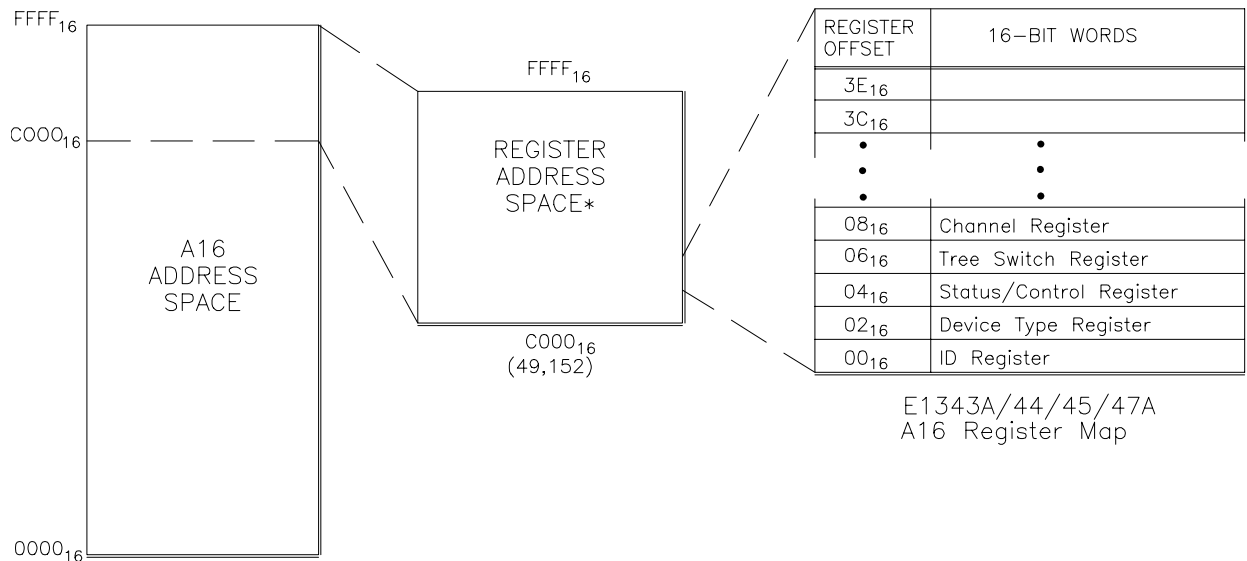 FFFF16
C00016
A16
ADDRESS
SPACE
000016
FFFF16
REGISTER
ADDRESS
SPACE*
C00016
(49,152)
REGISTER
OFFSET
16-BIT WORDS
3E16
3C16
0816 Channel Register
0616 Tree Switch Register
0416 Status/Control Register
0216 Device Type Register
0016 ID Register
E1343A/44/45/47A
A16 Register Map